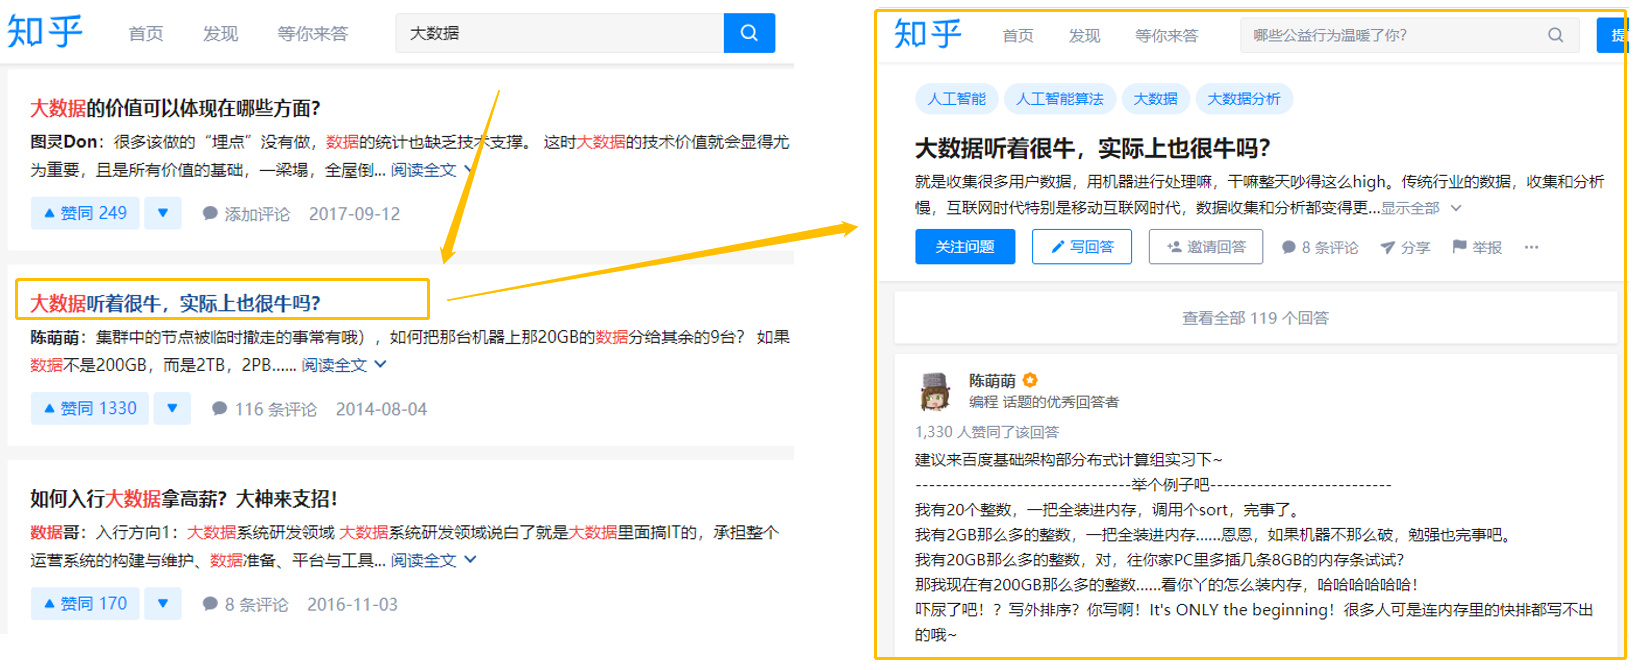 知乎
首页 发现 等你来答 大数据
大数据的价值可以体现在哪些方面？
图灵Don：很多该做的“埋点”没有做，数据的统计也缺乏技术支撑。 这时大数据的技术价值就会显得尤
为重要，且是所有价值的基础，一梁塌，全屋倒... 阅读全文
赞同 249 添加评论 2017-09-12
大数据听着很牛，实际上也很牛吗？
陈萌萌：集群中的节点被临时撤走的事常有哦），如何把那台机器上那20GB的数据分给其余的9台？ 如果
数据不是200GB，而是2TB，2PB...... 阅读全文
赞同 1330 116 条评论 2014-08-04
如何入行大数据拿高薪？大神来支招！
数据哥：入行方向1：大数据系统研发领域 大数据系统研发领域说白了就是大数据里面搞IT的，承担整个
运营系统的构建与维护、数据准备、平台与工具... 阅读全文
赞同 170 8 条评论 2016-11-03
知乎
首页 发现 等你来答 哪些公益行为温暖了你？
人工智能 人工智能算法 大数据 大数据分析
大数据听着很牛，实际上也很牛吗？
就是收集很多用户数据，用机器进行处理嘛，干嘛整天吵得这么high。传统行业的数据，收集和分析
慢，互联网时代特别是移动互联网时代，数据收集和分析都变得更...显示全部
关注问题 写回答 邀请回答 8 条评论 分享 举报 ···
查看全部 119 个回答
陈萌萌
编程 话题的优秀回答者
1,330 人赞同了该回答
建议来百度基础架构部分布式计算组实习下~
-------------------------------举个例子吧--------------------------
我有20个整数，一把全装进内存，调用个sort，完事了。
我有2GB那么多的整数，一把全装进内存......恩恩，如果机器不那么破，勉强也完事吧。
我有20GB那么多的整数，对，往你家PC里多插几条8GB的内存条试试？
那我现在有200GB那么多的整数......看你丫的怎么装内存，哈哈哈哈哈哈！
吓尿了吧！？写外排序？你写啊！It's ONLY the beginning！很多人可是连内存里的快排都写不出
的哦~